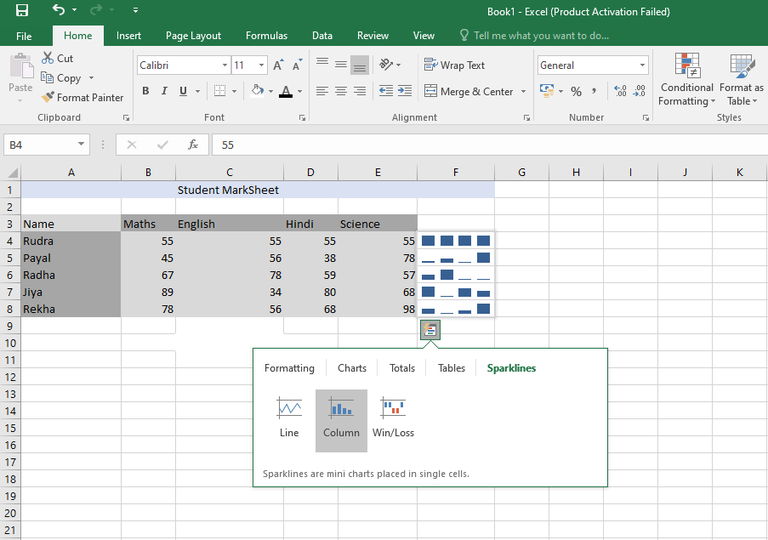 Book1 - Excel (Product Activation Failed)
File Home Insert Page Layout Formulas Data Review View Tell me what you want to do...
Paste
Cut
Copy
Format Painter
Clipboard
Calibri 11 A A
B I U A
Font
Wrap Text
Merge & Center
Alignment
General
% , .00 .0
Number
Conditional Formatting
Format as Table
Styles
B4 fx 55
A B C D E F G H I J K
1 Student MarkSheet
2
3 Name Maths English Hindi Science
4 Rudra 55 55 55 55
5 Payal 45 56 38 78
6 Radha 67 78 59 57
7 Jiya 89 34 80 68
8 Rekha 78 56 68 98
9
10
11
12
13
14
15
16
17
18
19
20
21
Formatting Charts Totals Tables Sparklines
Line Column Win/Loss
Sparklines are mini charts placed in single cells.